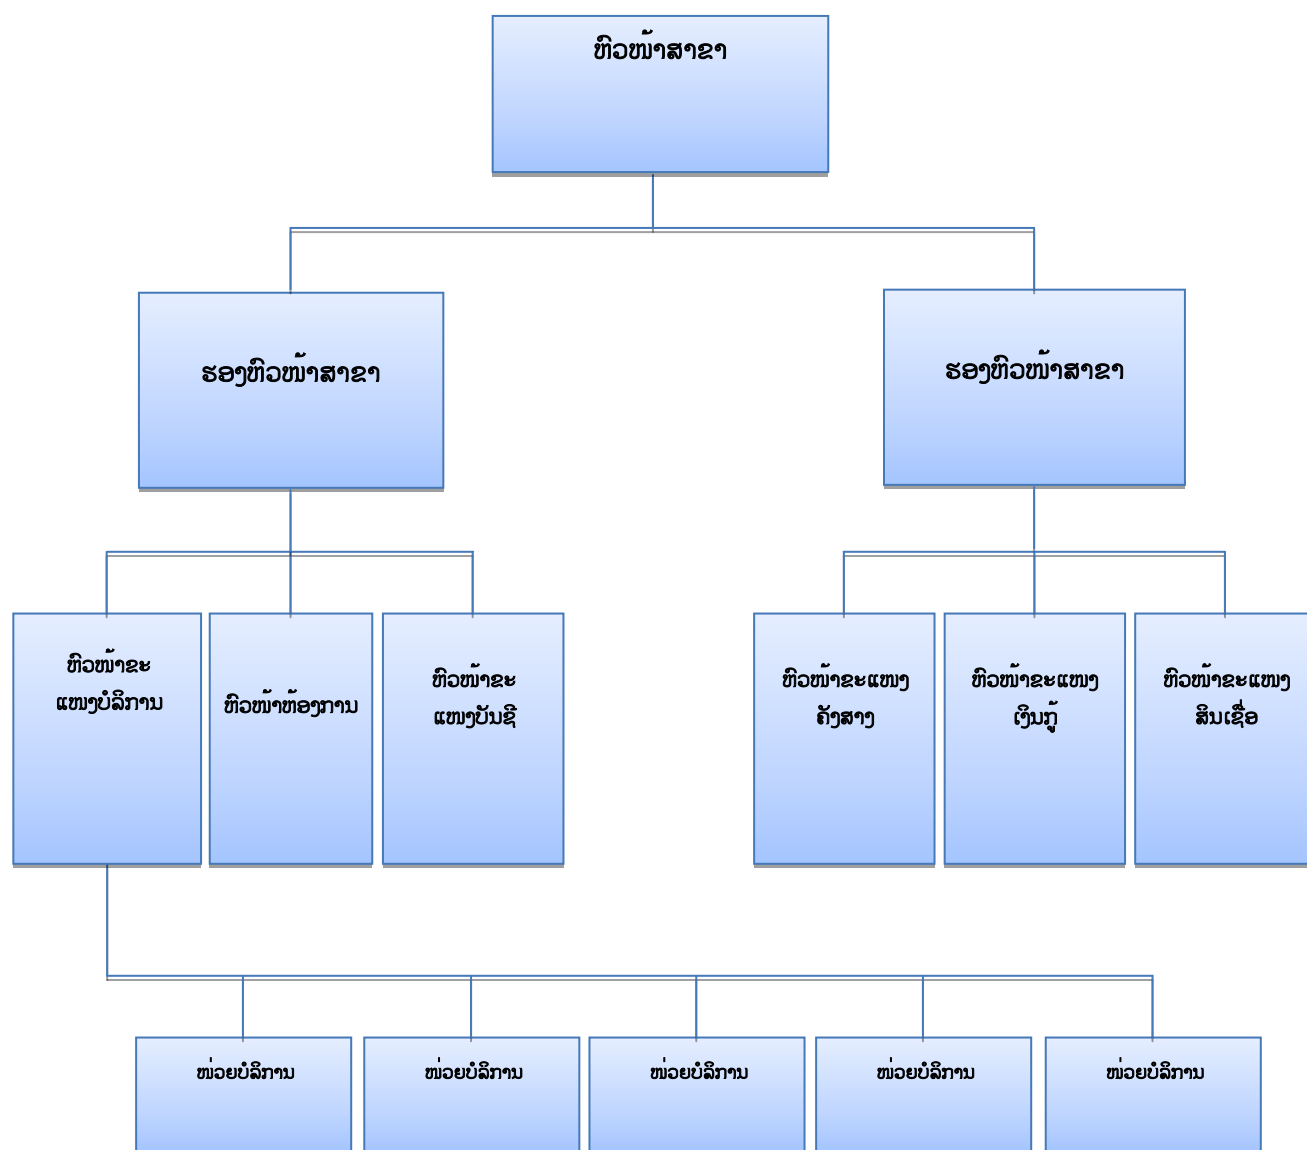 ຫົວໜ້າສາຂາ
ຮອງຫົວໜ້າສາຂາ
ຮອງຫົວໜ້າສາຂາ
ຫົວໜ້າຂະ
ແໜງບໍລິການ
ຫົວໜ້າຫ້ອງການ
ຫົວໜ້າຂະ
ແໜງບັນຊີ
ຫົວໜ້າຂະແໜງ
ຄັງສາງ
ຫົວໜ້າຂະແໜງ
ເງິນກູ້
ຫົວໜ້າຂະແໜງ
ສິນເຊື່ອ
ໜ່ວຍບໍລິການ
ໜ່ວຍບໍລິການ
ໜ່ວຍບໍລິການ
ໜ່ວຍບໍລິການ
ໜ່ວຍບໍລິການ